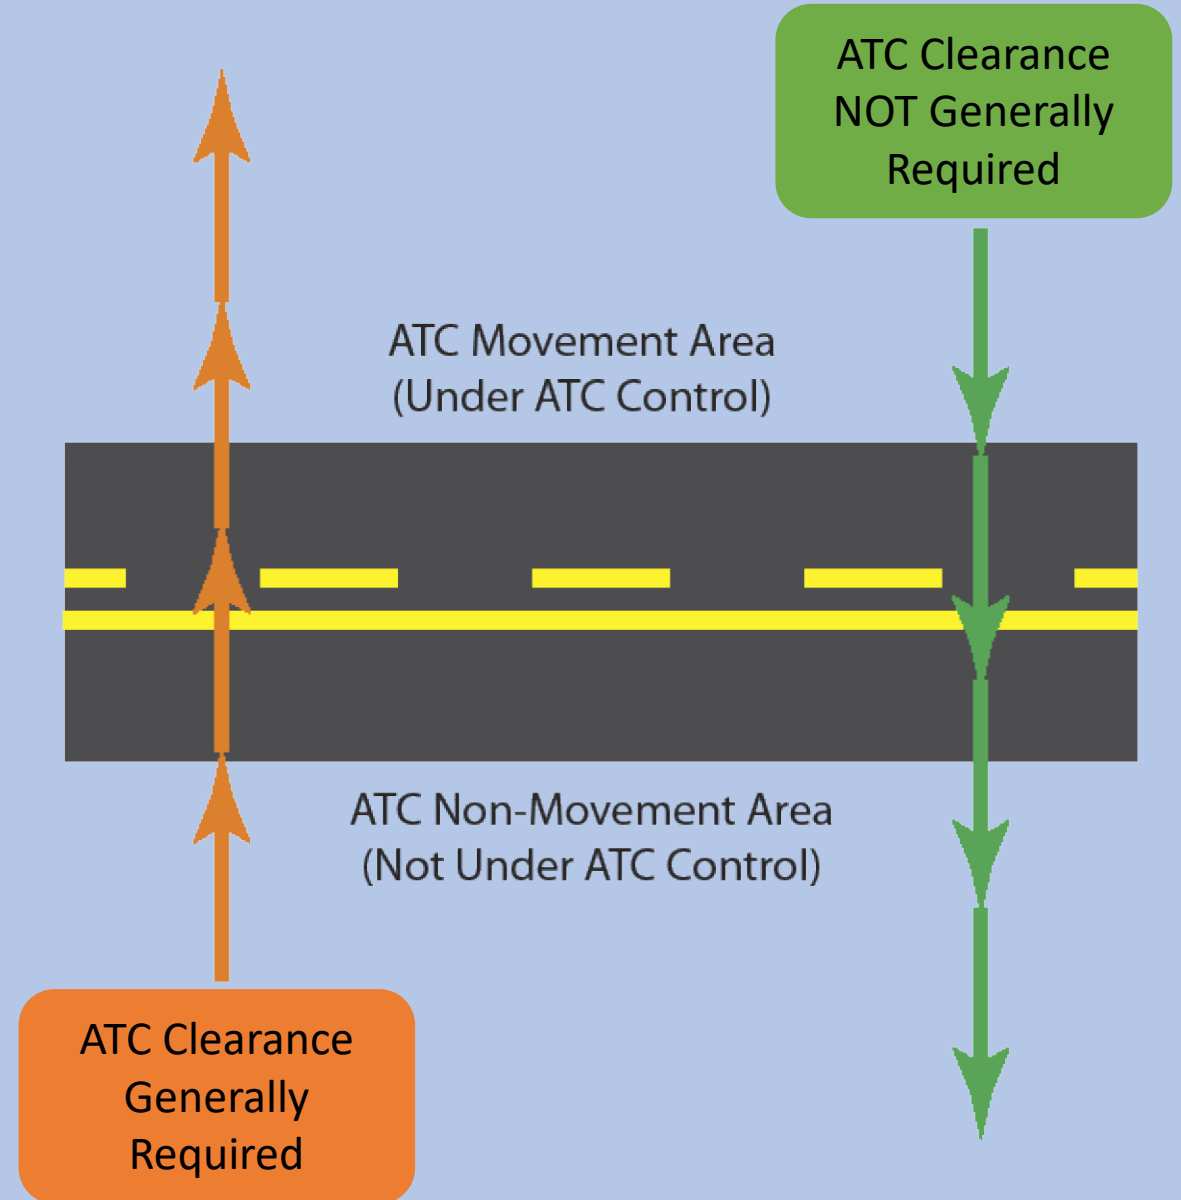 ATC Clearance
NOT Generally
Required
ATC Movement Area
(Under ATC Control)
ATC Non-Movement Area
(Not Under ATC Control)
ATC Clearance
Generally
Required